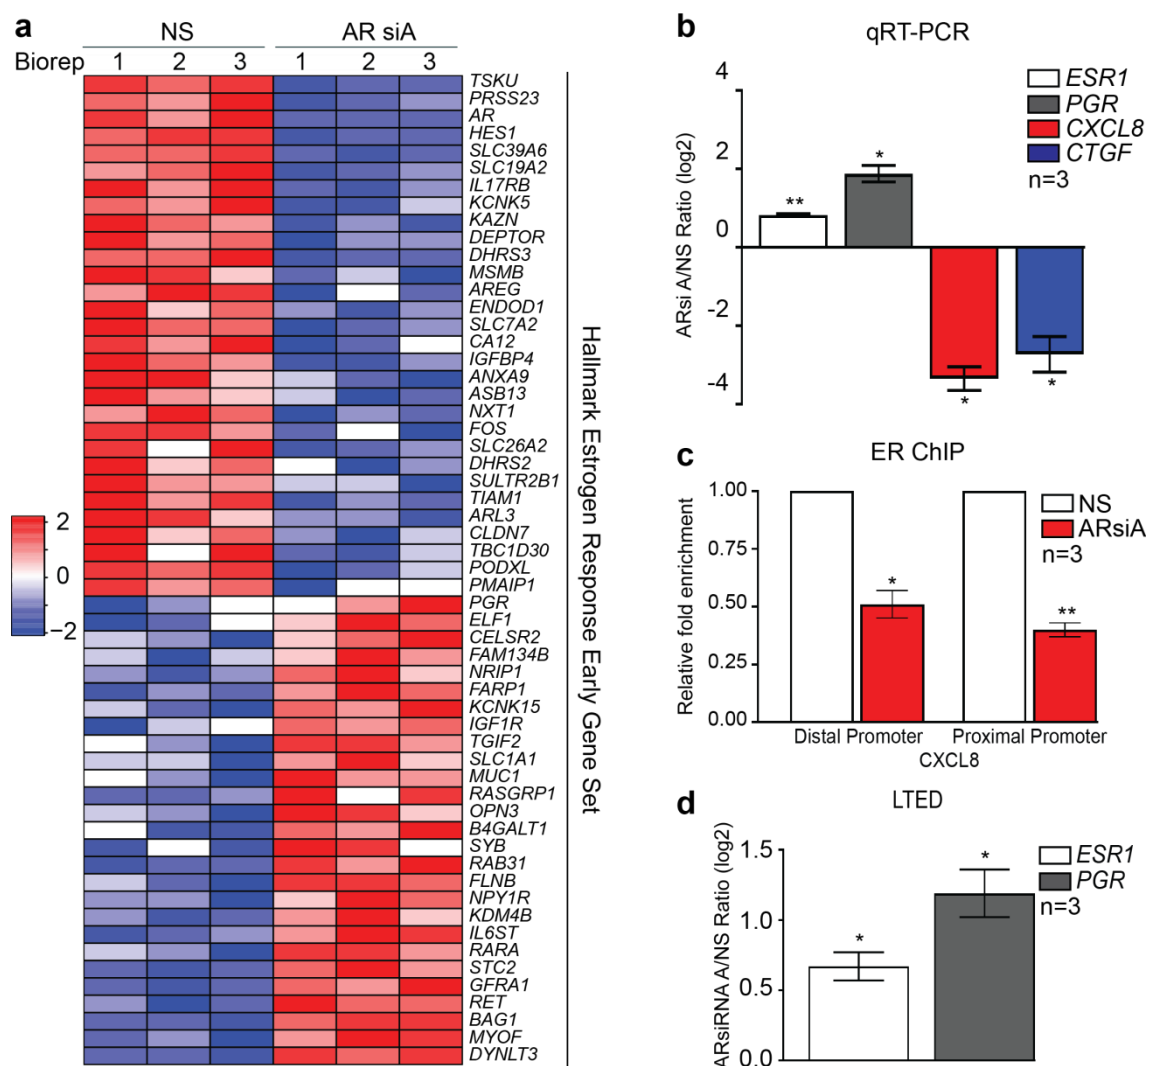 a
NS
AR siA
Biorep 1 2 3 1 2 3
TSKU
PRSS23
AR
HES1
SLC39A6
SLC19A2
IL17RB
KCNK5
KAZN
DEPTOR
DHRS3
MSMB
AREG
ENDOD1
SLC7A2
CA12
IGFBP4
ANXA9
ASB13
NXT1
FOS
SLC26A2
DHRS2
SULTR2B1
TIAM1
ARL3
CLDN7
TBC1D30
PODXL
PMAIP1
PGR
ELF1
CELSR2
FAM134B
NRIP1
FARP1
KCNK15
IGF1R
TGIF2
SLC1A1
MUC1
RASGRP1
OPN3
B4GALT1
SYB
RAB31
FLNB
NPY1R
KDM4B
IL6ST
RARA
STC2
GFRA1
RET
BAG1
MYOF
DYNLT3
Hallmark Estrogen Response Early Gene Set
2
0
−2
b
qRT-PCR
ARsi A/NS Ratio (log2)
4
2
0
-2
-4
**
*
*
*
ESR1
PGR
CXCL8
CTGF
n=3
c
ER ChIP
Relative fold enrichment
1.00
0.75
0.50
0.25
0.00
*
**
NS
ARsiA
n=3
Distal Promoter
Proximal Promoter
CXCL8
d
LTED
ARsiRNA A/NS Ratio (log2)
1.5
1.0
0.5
0.0
*
*
ESR1
PGR
n=3